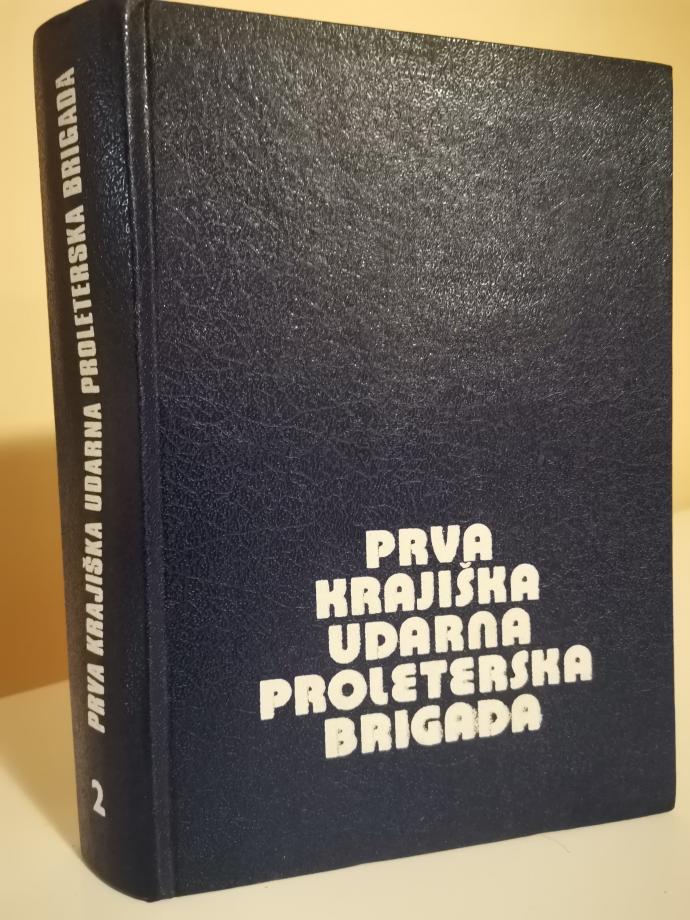 PRVA KRAJIŠKA UDARNA PROLETERSKA BRIGADA
2
PRVA
KRAJIŠKA
UDARNA
PROLETERSKA
BRIGADA